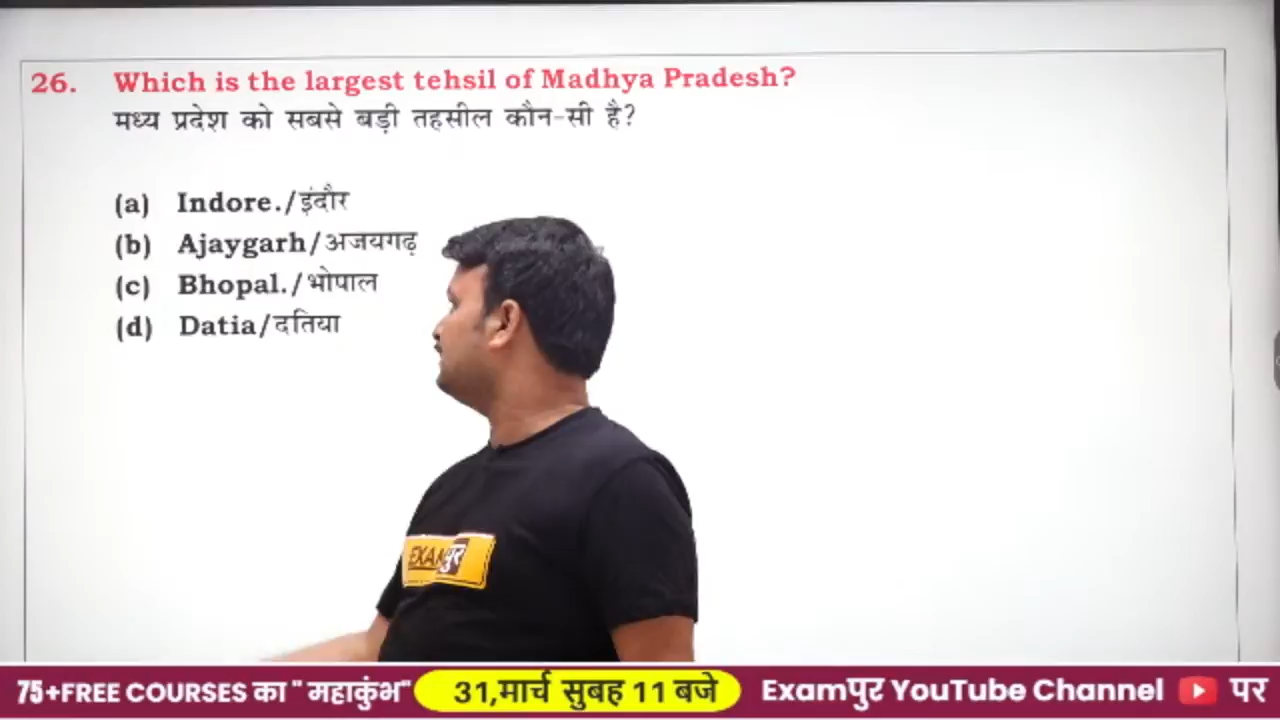 26. Which is the largest tehsil of Madhya Pradesh?
मध्य प्रदेश को सबसे बड़ी तहसील कौन-सी है?
(a) Indore./इंदौर
(b) Ajaygarh/अजयगढ़
(c) Bhopal./भोपाल
(d) Datia/दतिया
EXAMपुर
75+FREE COURSES का " महाकुंभ" 31,मार्च सुबह 11 बजे Examपुर YouTube Channel पर